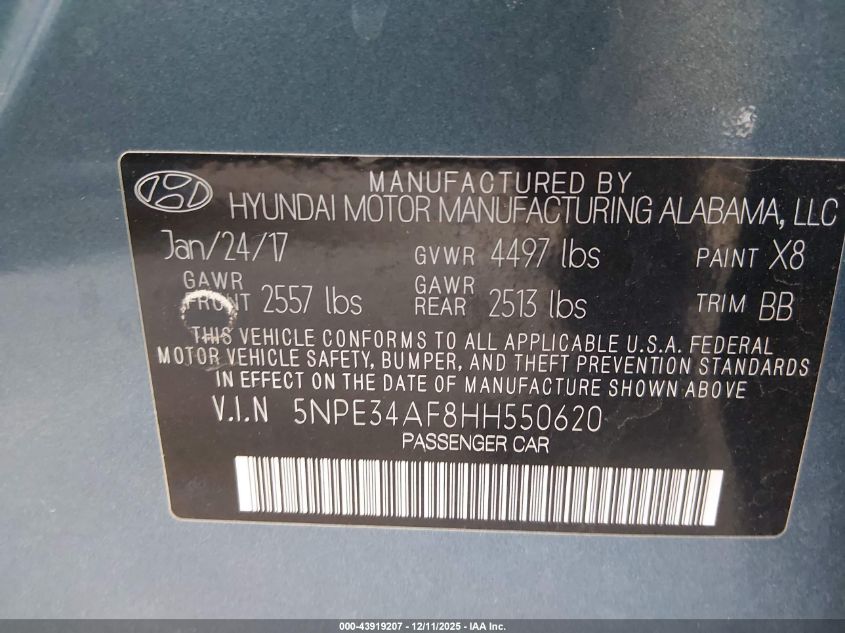 MANUFACTURED BY
HYUNDAI MOTOR MANUFACTURING ALABAMA, LLC
Jan/24/17 GVWR 4497 lbs PAINT X8
GAWR FRONT 2557 lbs GAWR REAR 2513 lbs TRIM BB
THIS VEHICLE CONFORMS TO ALL APPLICABLE U.S.A. FEDERAL
MOTOR VEHICLE SAFETY, BUMPER, AND THEFT PREVENTION STANDARDS
IN EFFECT ON THE DATE OF MANUFACTURE SHOWN ABOVE
V.I.N 5NPE34AF8HH550620
PASSENGER CAR
000-43919207 - 12/11/2025 - IAA Inc.